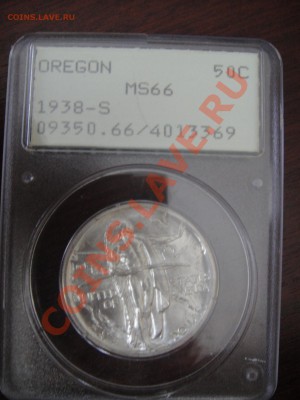 OREGON 50C
MS66
1938-S
09350.66/4013369
COINS.LAVE.RU
COINS.LAVE.RU